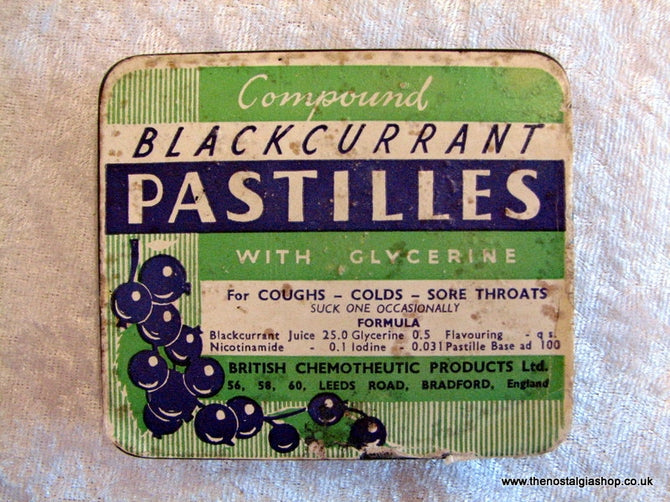 Compound
BLACKCURRANT
PASTILLES
WITH GLYCERINE
For COUGHS – COLDS – SORE THROATS
SUCK ONE OCCASIONALLY
FORMULA
Blackcurrant Juice 25.0 Glycerine 0.5 Flavouring - q s.
Nicotinamide - 0.1 Iodine - 0.031 Pastille Base ad 100
BRITISH CHEMOTHEUTIC PRODUCTS Ltd.
56, 58, 60, LEEDS ROAD, BRADFORD, England
www.thenostalgiashop.co.uk